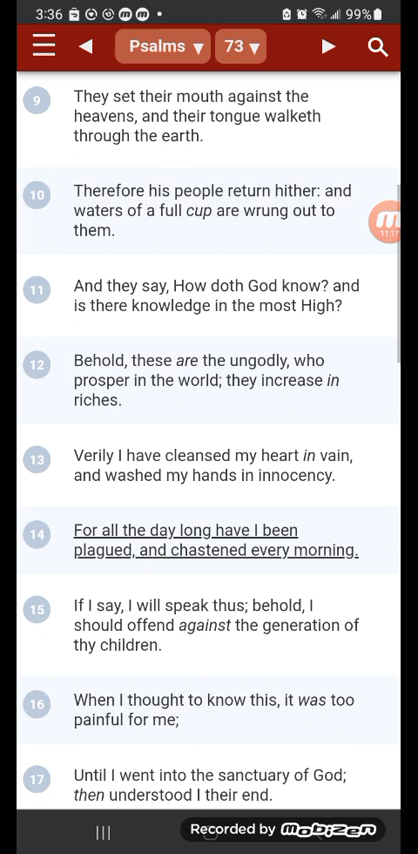 3:36 99%
Psalms ▼ 73 ▼
9 They set their mouth against the
heavens, and their tongue walketh
through the earth.
10 Therefore his people return hither: and
waters of a full cup are wrung out to
them.
11:17
11 And they say, How doth God know? and
is there knowledge in the most High?
12 Behold, these are the ungodly, who
prosper in the world; they increase in
riches.
13 Verily I have cleansed my heart in vain,
and washed my hands in innocency.
14 For all the day long have I been
plagued, and chastened every morning.
15 If I say, I will speak thus; behold, I
should offend against the generation of
thy children.
16 When I thought to know this, it was too
painful for me;
17 Until I went into the sanctuary of God;
then understood I their end.
Recorded by mobizen